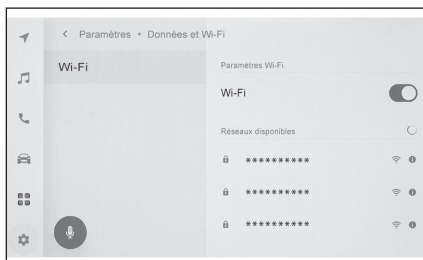 < Paramètres • Données et Wi-Fi
Wi-Fi
Paramètres Wi-Fi
Wi-Fi
Réseaux disponibles
**********
**********
**********